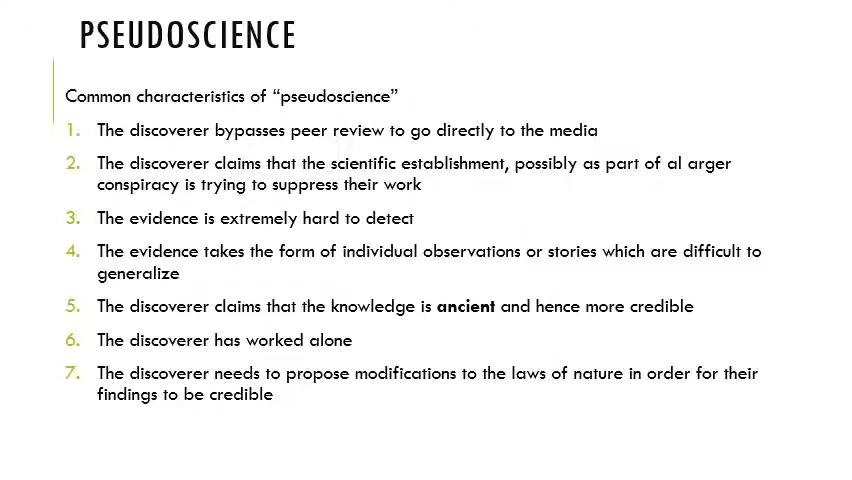 PSEUDOSCIENCE
Common characteristics of “pseudoscience”
1. The discoverer bypasses peer review to go directly to the media
2. The discoverer claims that the scientific establishment, possibly as part of al arger
conspiracy is trying to suppress their work
3. The evidence is extremely hard to detect
4. The evidence takes the form of individual observations or stories which are difficult to
generalize
5. The discoverer claims that the knowledge is ancient and hence more credible
6. The discoverer has worked alone
7. The discoverer needs to propose modifications to the laws of nature in order for their
findings to be credible